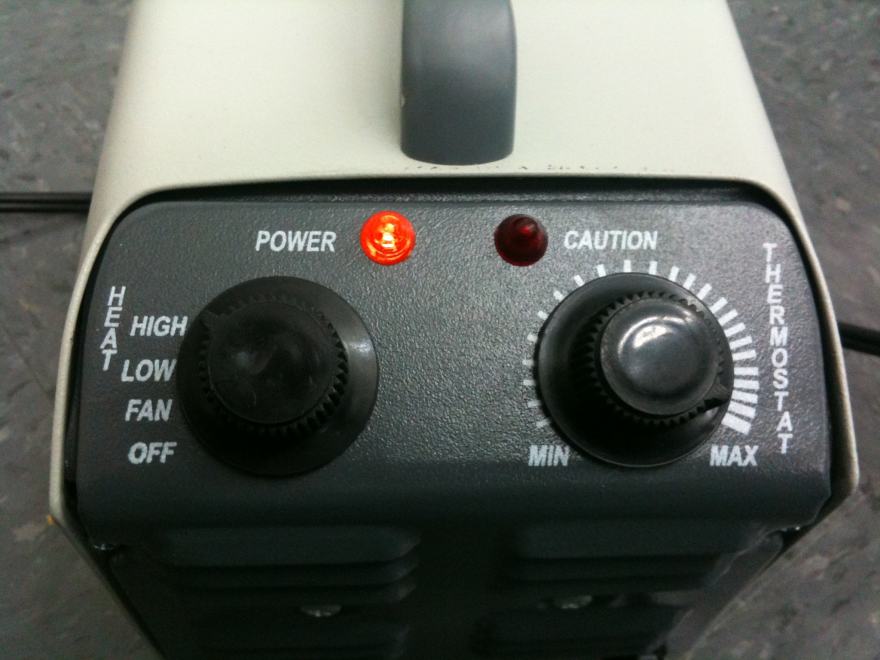 POWER
CAUTION
HEAT
HIGH
LOW
FAN
OFF
THERMOSTAT
MIN
MAX